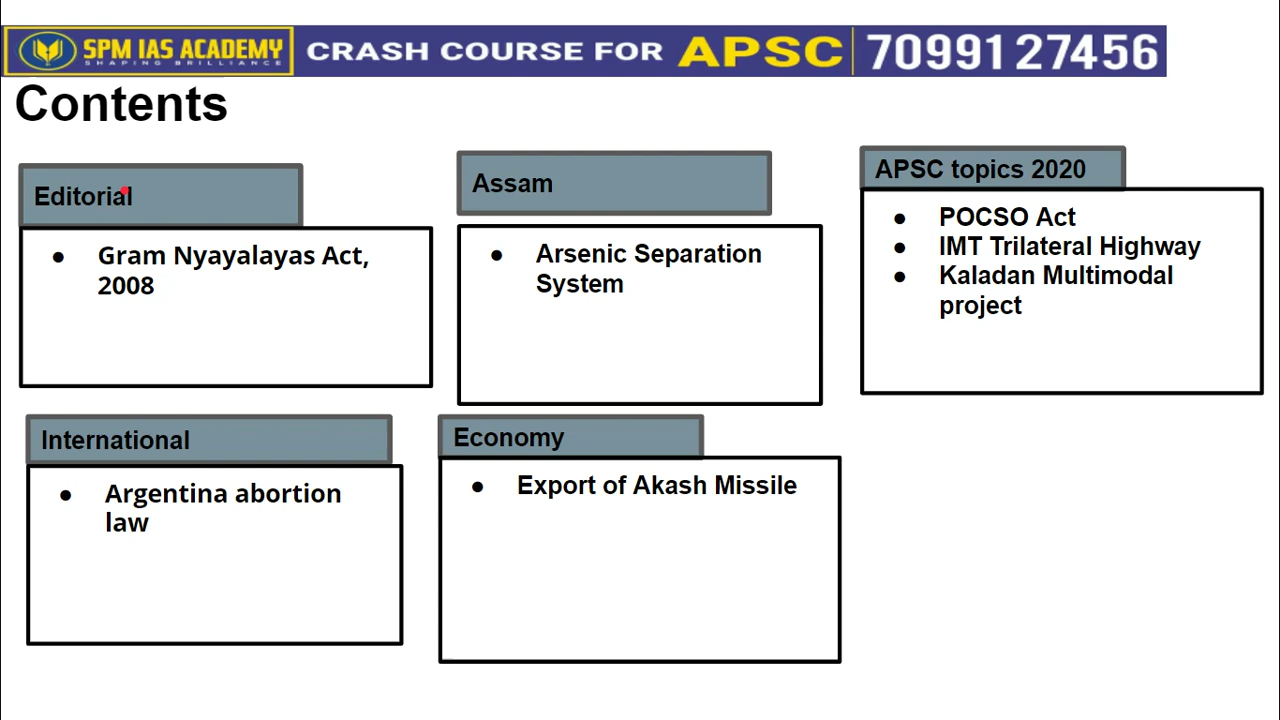 SPM IAS ACADEMY
SHAPING BRILLIANCE
CRASH COURSE FOR APSC
7099127456
Contents
Editorial
● Gram Nyayalayas Act,
2008
Assam
● Arsenic Separation
System
APSC topics 2020
● POCSO Act
● IMT Trilateral Highway
● Kaladan Multimodal
project
International
● Argentina abortion
law
Economy
● Export of Akash Missile